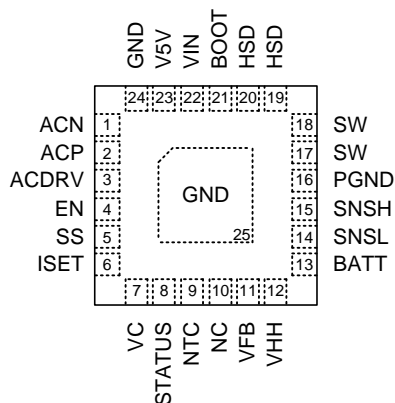 GND V5V VIN BOOT HSD HSD
24 23 22 21 20 19
ACN 1 18 SW
ACP 2 17 SW
ACDRV 3 GND 16 PGND
EN 4 15 SNSH
SS 5 25 14 SNSL
ISET 6 13 BATT
7 8 9 10 11 12
VC STATUS NTC NC VFB VHH